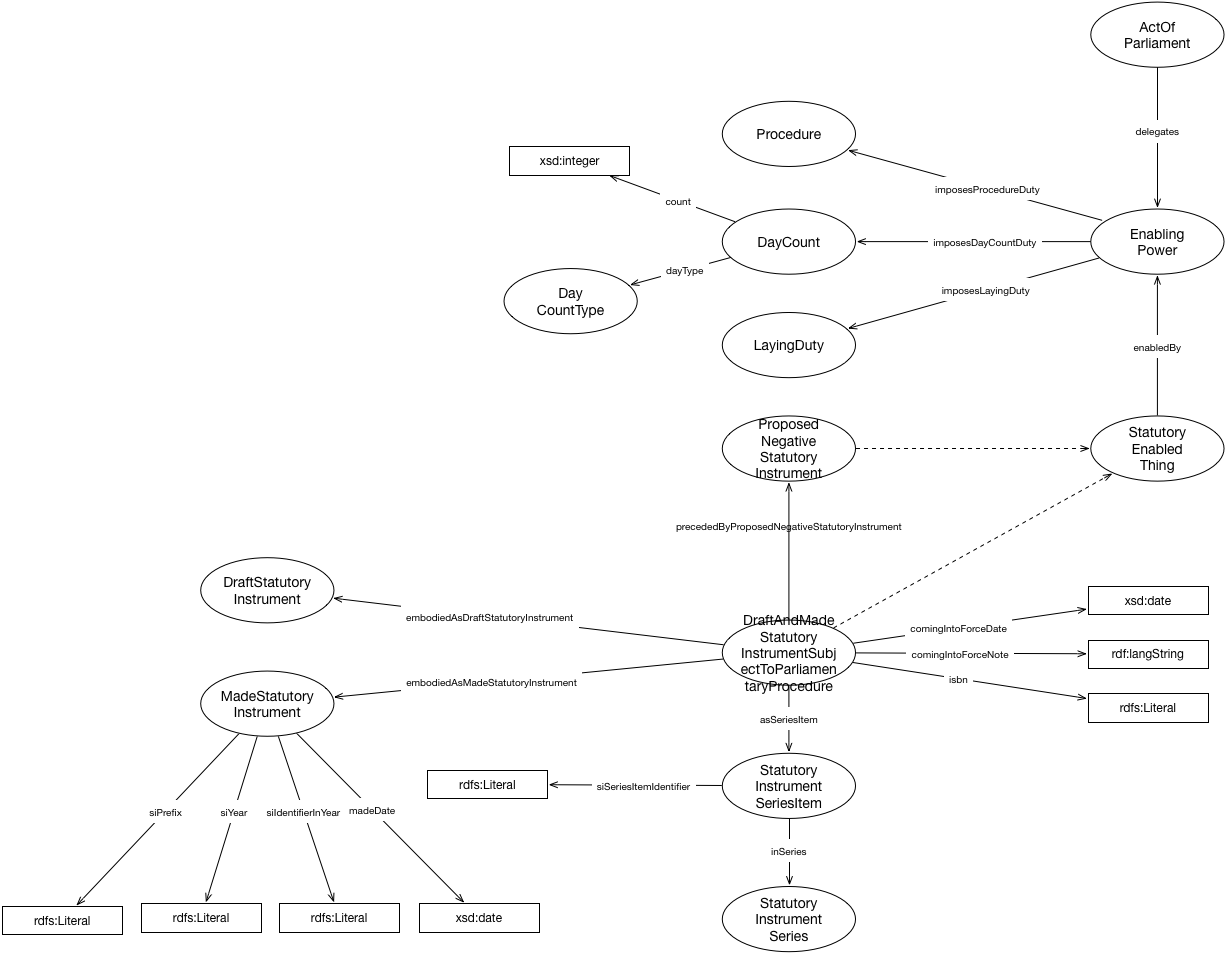 ActOf
Parliament
delegates
Procedure
xsd:integer
imposesProcedureDuty
count
DayCount
imposesDayCountDuty
Enabling
Power
dayType
Day
CountType
imposesLayingDuty
LayingDuty
enabledBy
Proposed
Negative
Statutory
Instrument
Statutory
Enabled
Thing
precededByProposedNegativeStatutoryInstrument
DraftStatutory
Instrument
embodiedAsDraftStatutoryInstrument
DraftAndMade
Statutory
InstrumentSubj
ectToParliamen
taryProcedure
comingIntoForceDate
xsd:date
comingIntoForceNote
rdf:langString
isbn
rdfs:Literal
embodiedAsMadeStatutoryInstrument
MadeStatutory
Instrument
asSeriesItem
rdfs:Literal
siSeriesItemIdentifier
Statutory
Instrument
SeriesItem
siPrefix
siYear
siIdentifierInYear
madeDate
inSeries
rdfs:Literal
rdfs:Literal
rdfs:Literal
xsd:date
Statutory
Instrument
Series